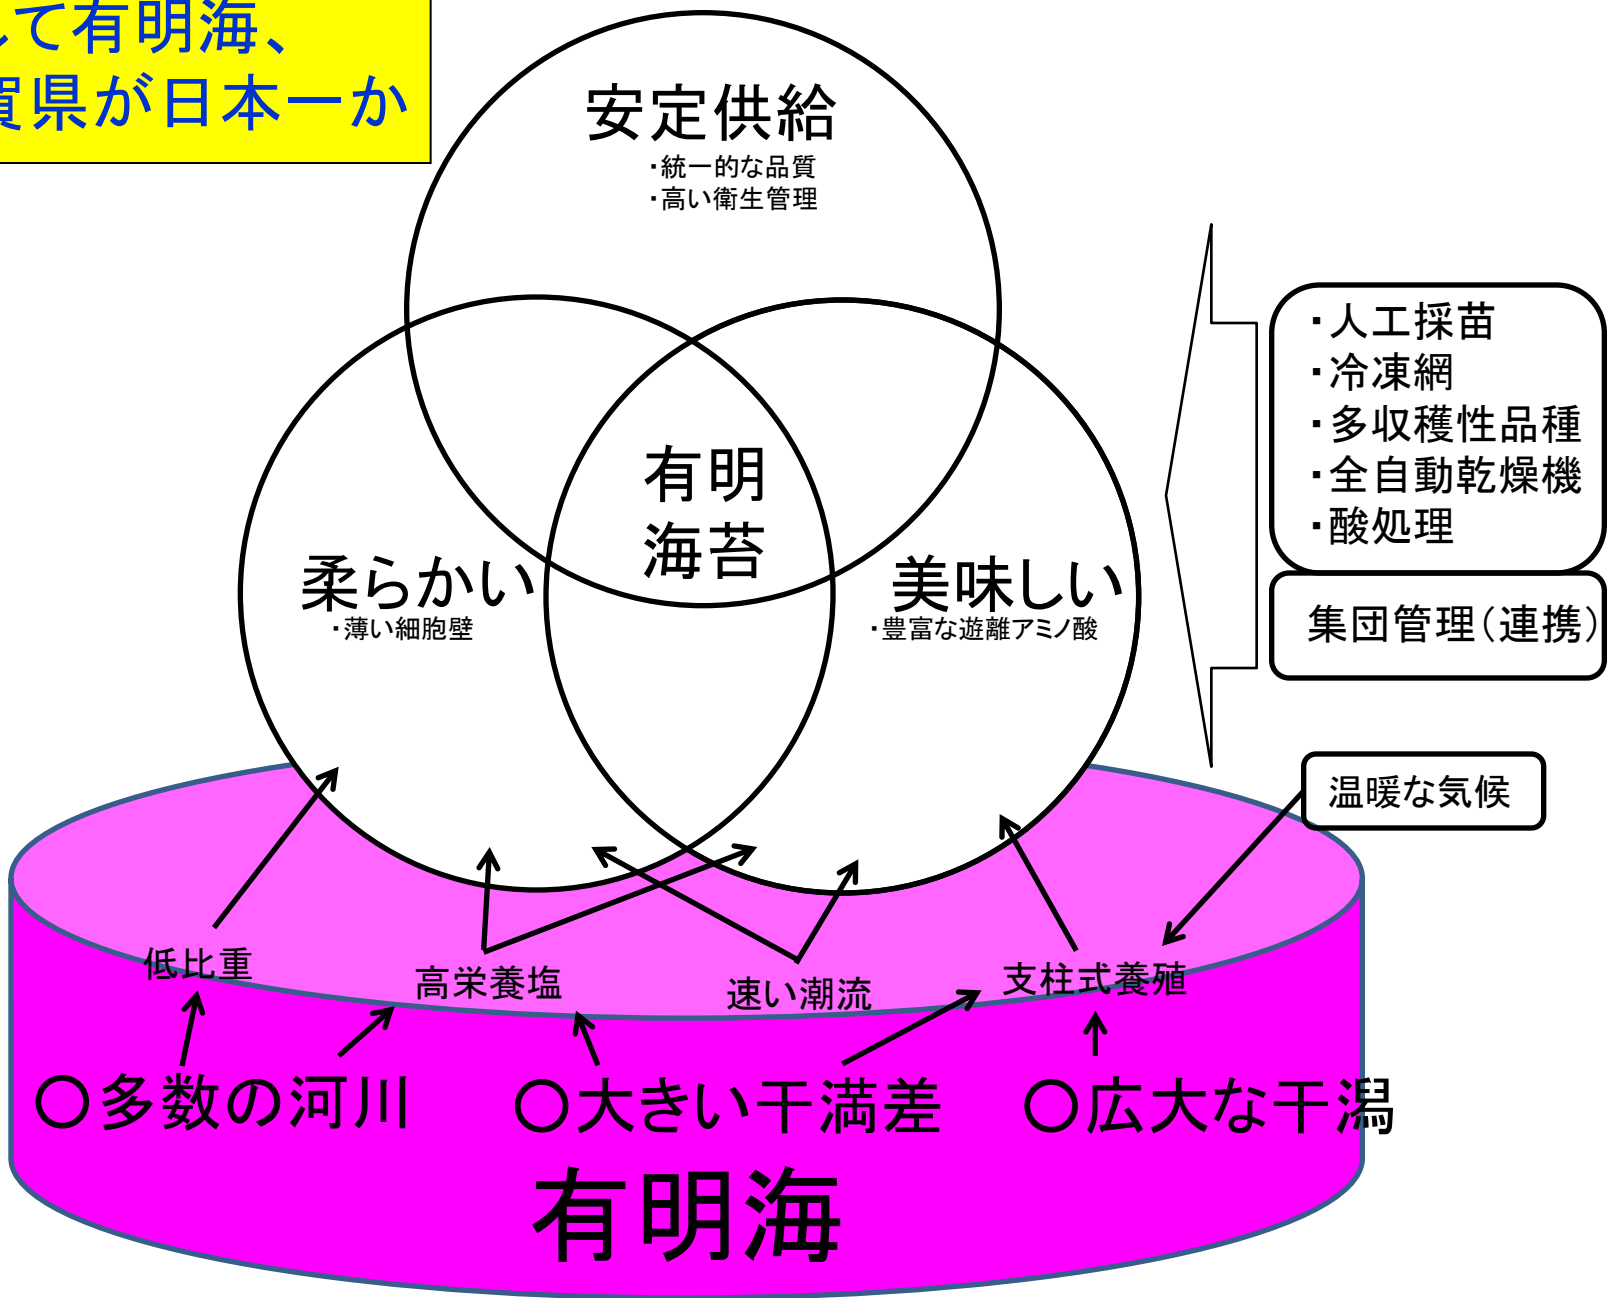 して有明海、
賀県が日本一か
安定供給
・統一的な品質
・高い衛生管理
・人工採苗
・冷凍網
・多収穫性品種
・全自動乾燥機
・酸処理
有明
海苔
柔らかい
・薄い細胞壁
美味しい
・豊富な遊離アミノ酸
集団管理(連携)
温暖な気候
低比重
高栄養塩
速い潮流
支柱式養殖
○多数の河川
○大きい干満差
○広大な干潟
有明海